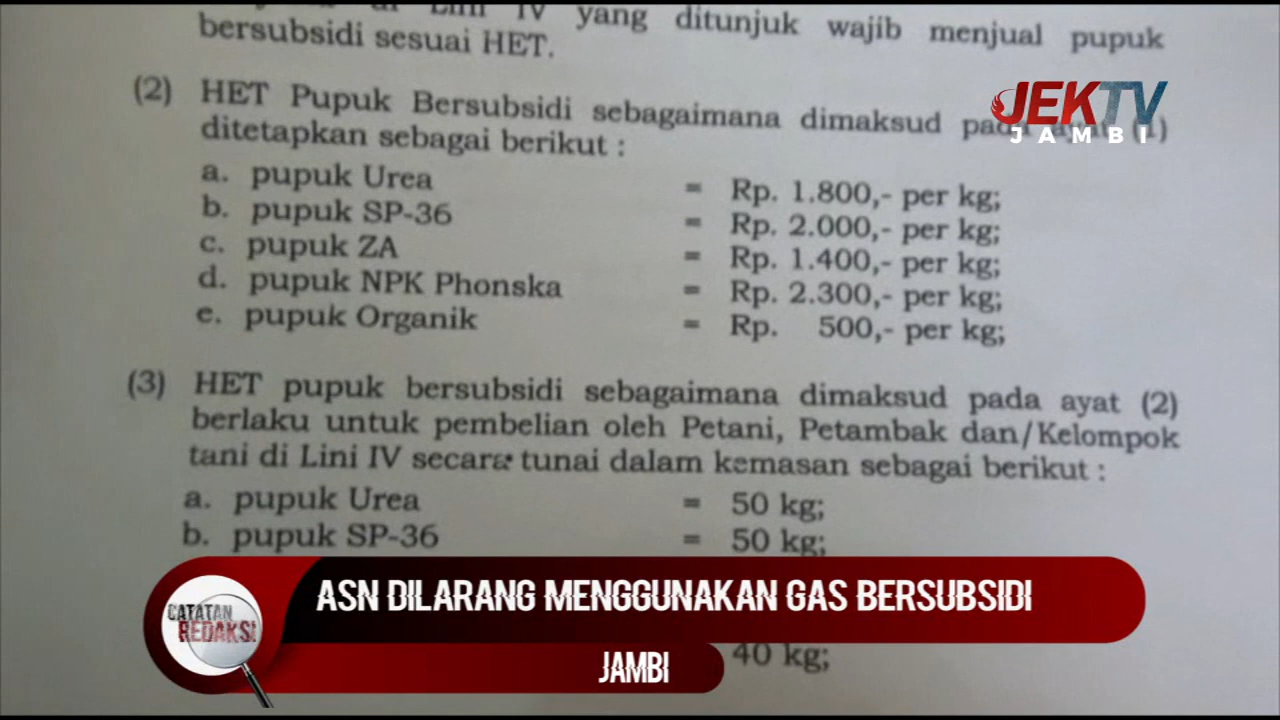 Lini IV yang ditunjuk wajib menjual pupuk
bersubsidi sesuai HET.
(2) HET Pupuk Bersubsidi sebagaimana dimaksud pada ayat (1)
ditetapkan sebagai berikut :
a. pupuk Urea = Rp. 1.800,- per kg;
b. pupuk SP-36 = Rp. 2.000,- per kg;
c. pupuk ZA = Rp. 1.400,- per kg;
d. pupuk NPK Phonska = Rp. 2.300,- per kg;
e. pupuk Organik = Rp. 500,- per kg;
(3) HET pupuk bersubsidi sebagaimana dimaksud pada ayat (2)
berlaku untuk pembelian oleh Petani, Petambak dan/Kelompok
tani di Lini IV secara tunai dalam kemasan sebagai berikut :
a. pupuk Urea = 50 kg;
b. pupuk SP-36 = 50 kg;
40 kg;
JEKTV
JAMBI
CATATAN
REDAKSI
ASN DILARANG MENGGUNAKAN GAS BERSUBSIDI
JAMBI